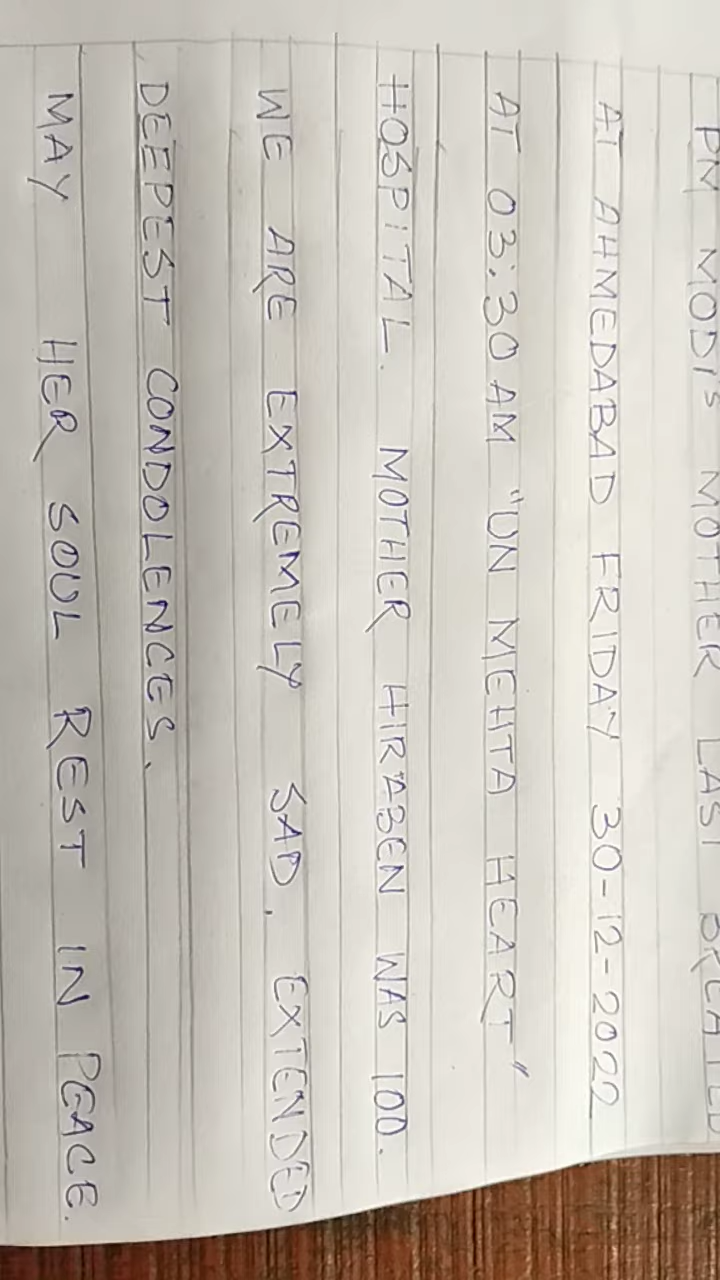 PM MODI'S MOTHER LAST BREATED
AT AHMEDABAD FRIDAY 30-12-2022
AT 03:30 AM "UN MEHTA HEART"
HOSPITAL. MOTHER HIRABEN WAS 100.
WE ARE EXTREMELY SAD, EXTENDED
DEEPEST CONDOLENCES.
MAY HER SOUL REST IN PEACE.